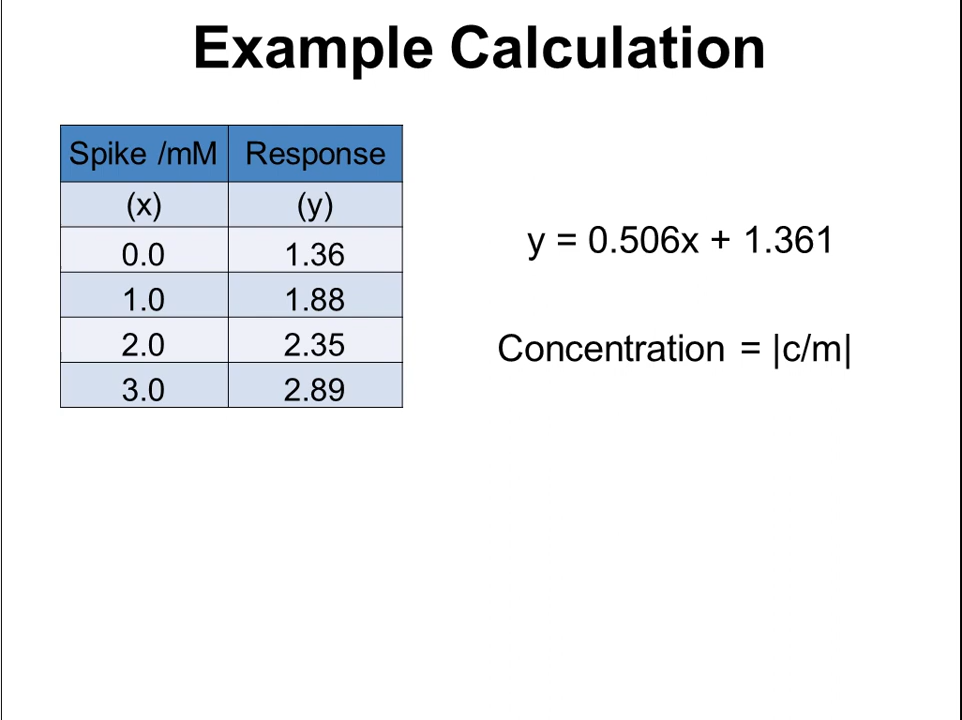 Example Calculation
Spike /mM Response
(x) (y)
0.0 1.36
1.0 1.88
2.0 2.35
3.0 2.89
y = 0.506x + 1.361
Concentration = |c/m|